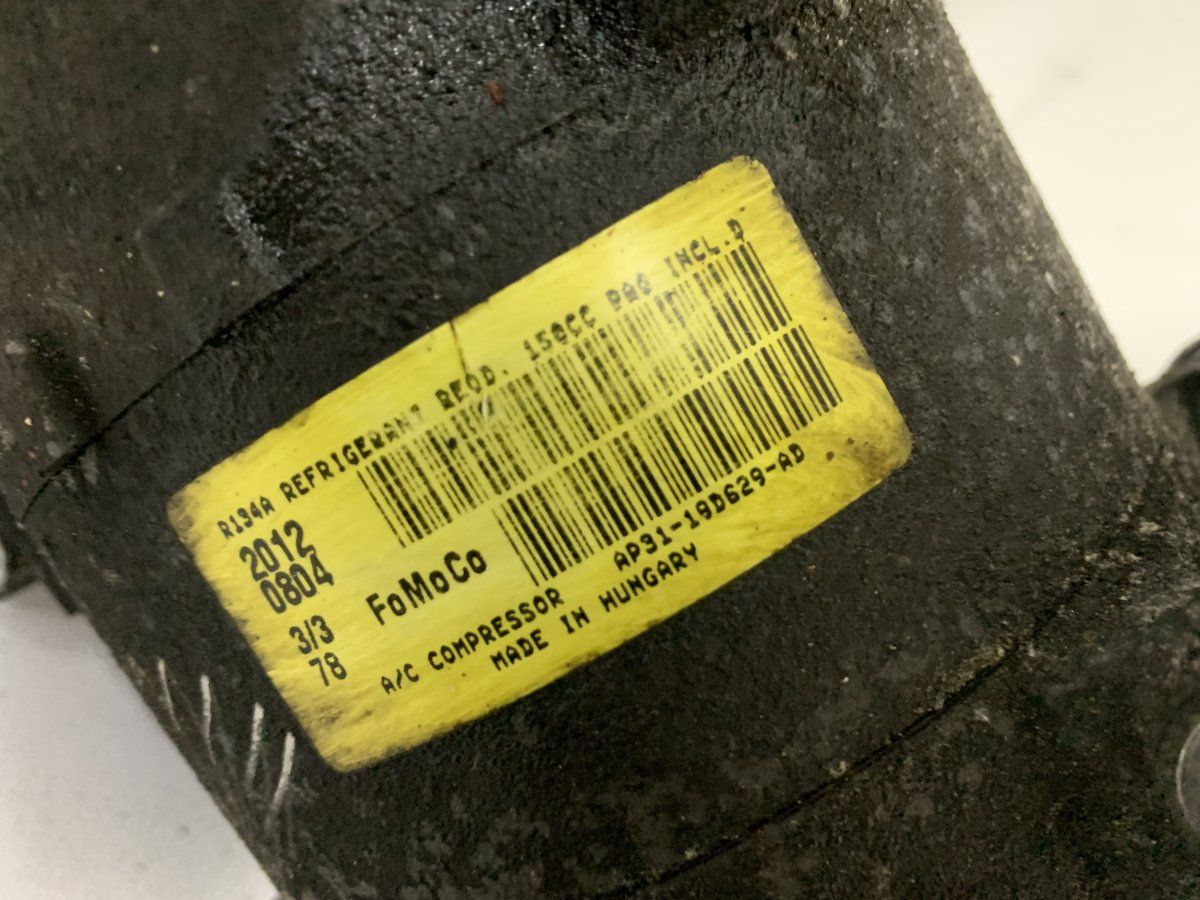 R134A REFRIGERANT REQD. 150CC PAG INCL.D
2012
0804
3/3
78
FoMoCo
A/C COMPRESSOR AP31-19D629-AD
MADE IN HUNGARY